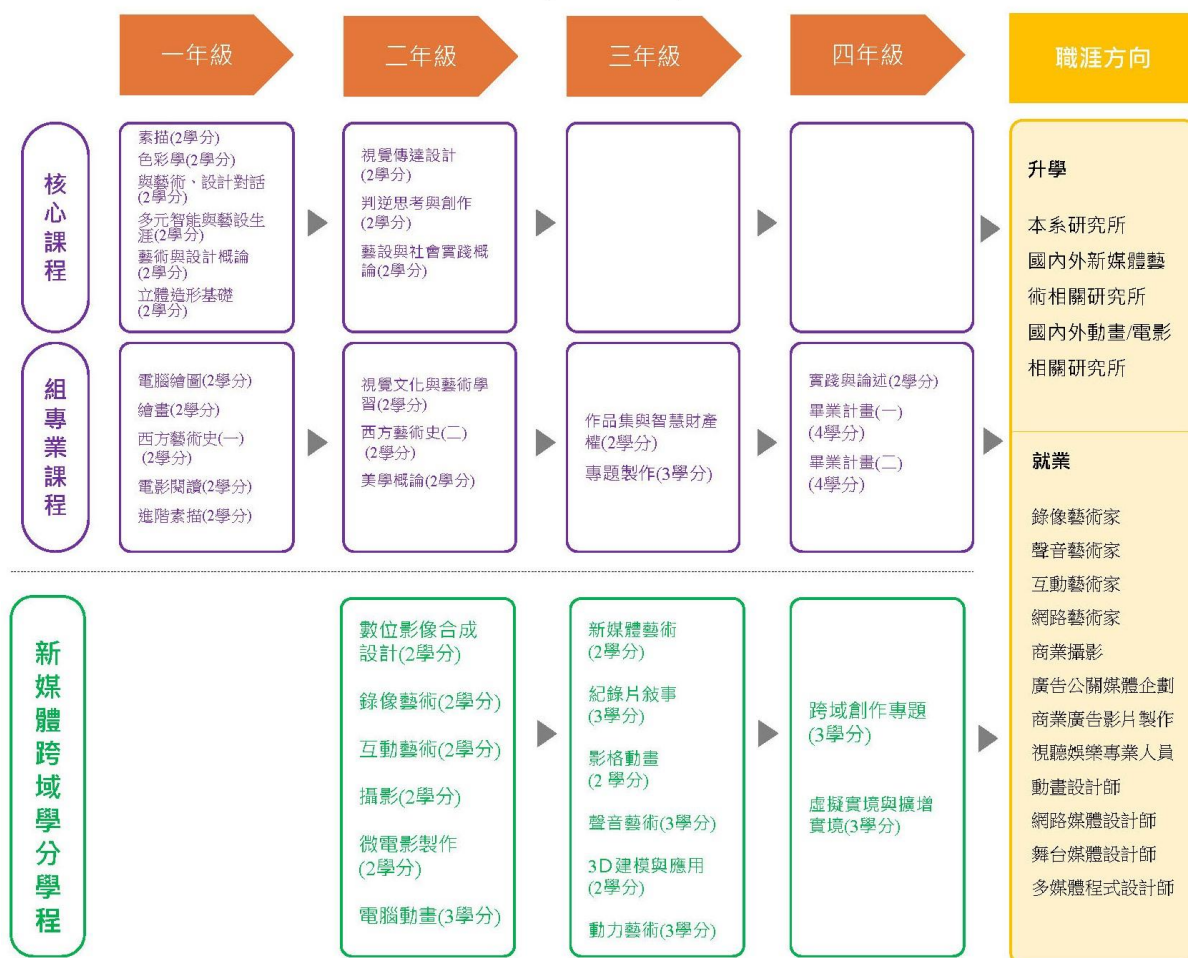 一年級
二年級
三年級
四年級
職涯方向
核心課程
素描(2學分)
色彩學(2學分)
與藝術、設計對話
(2學分)
多元智能與藝設生
涯(2學分)
藝術與設計概論
(2學分)
立體造形基礎
(2學分)
視覺傳達設計
(2學分)
判逆思考與創作
(2學分)
藝設與社會實踐概
論(2學分)
組專業課程
電腦繪圖(2學分)
繪畫(2學分)
西方藝術史(一)
(2學分)
電影閱讀(2學分)
進階素描(2學分)
視覺文化與藝術學
習(2學分)
西方藝術史(二)
(2學分)
美學概論(2學分)
作品集與智慧財產
權(2學分)
專題製作(3學分)
實踐與論述(2學分)
畢業計畫(一)
(4學分)
畢業計畫(二)
(4學分)
新媒體跨域學分學程
數位影像合成
設計(2學分)
錄像藝術(2學分)
互動藝術(2學分)
攝影(2學分)
微電影製作
(2學分)
電腦動畫(3學分)
新媒體藝術
(2學分)
紀錄片敘事
(3學分)
影格動畫
(2 學分)
聲音藝術(3學分)
3D建模與應用
(2學分)
動力藝術(3學分)
跨域創作專題
(3學分)
虛擬實境與擴增
實境(3學分)
升學
本系研究所
國內外新媒體藝
術相關研究所
國內外動畫/電影
相關研究所
就業
錄像藝術家
聲音藝術家
互動藝術家
網路藝術家
商業攝影
廣告公關媒體企劃
商業廣告影片製作
視聽娛樂專業人員
動畫設計師
網路媒體設計師
舞台媒體設計師
多媒體程式設計師